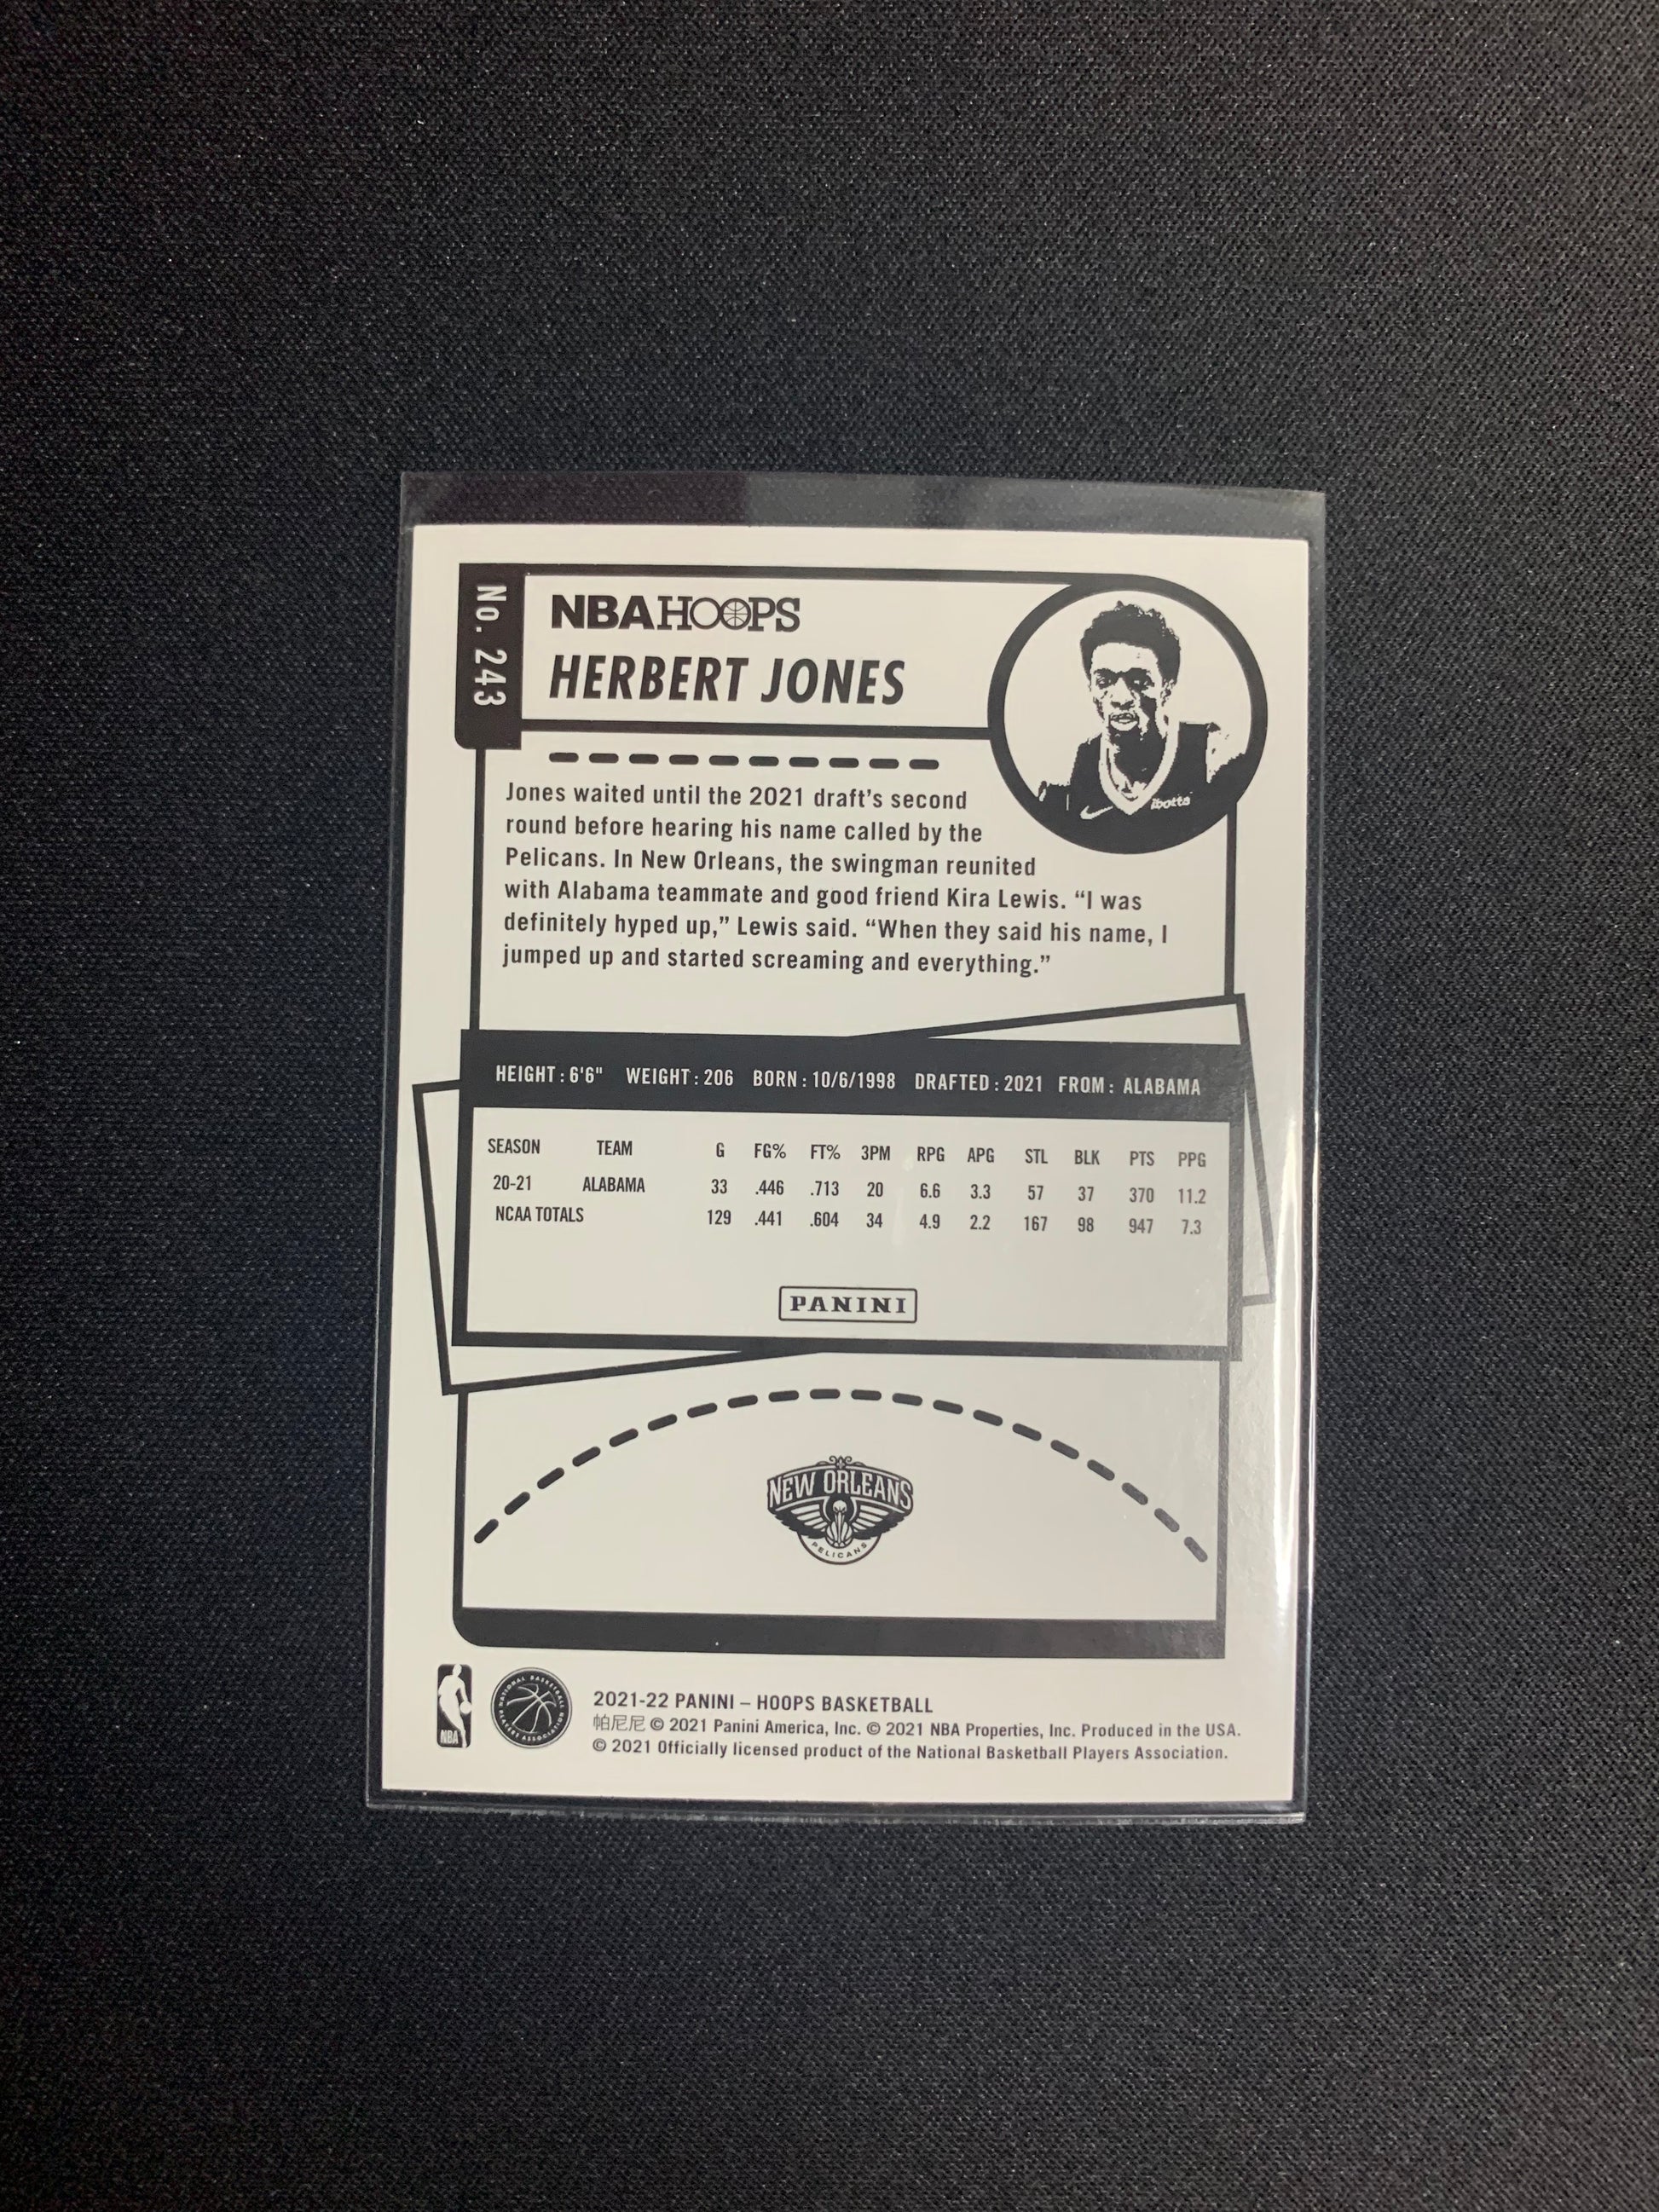 No. 243
NBA HOOPS
HERBERT JONES
ibotta
Jones waited until the 2021 draft's second
round before hearing his name called by the
Pelicans. In New Orleans, the swingman reunited
with Alabama teammate and good friend Kira Lewis. “I was
definitely hyped up,” Lewis said. “When they said his name, I
jumped up and started screaming and everything.”
HEIGHT : 6'6" WEIGHT : 206 BORN : 10/6/1998 DRAFTED : 2021 FROM : ALABAMA
SEASON TEAM G FG% FT% 3PM RPG APG STL BLK PTS PPG
20-21 ALABAMA 33 .446 .713 20 6.6 3.3 57 37 370 11.2
NCAA TOTALS 129 .441 .604 34 4.9 2.2 167 98 947 7.3
PANINI
NEW ORLEANS
PELICANS
NBA
NATIONAL BASKETBALL PLAYERS ASSOCIATION
2021-22 PANINI – HOOPS BASKETBALL
帕尼尼 © 2021 Panini America, Inc. © 2021 NBA Properties, Inc. Produced in the USA.
© 2021 Officially licensed product of the National Basketball Players Association.